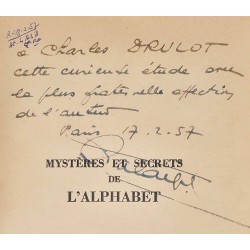 à Charles DRULOT
cette curieuse étude avec
la plus fraternelle affection
de l'auteur
Paris 17.2.57
MYSTÈRES ET SECRETS
DE
L'ALPHABET